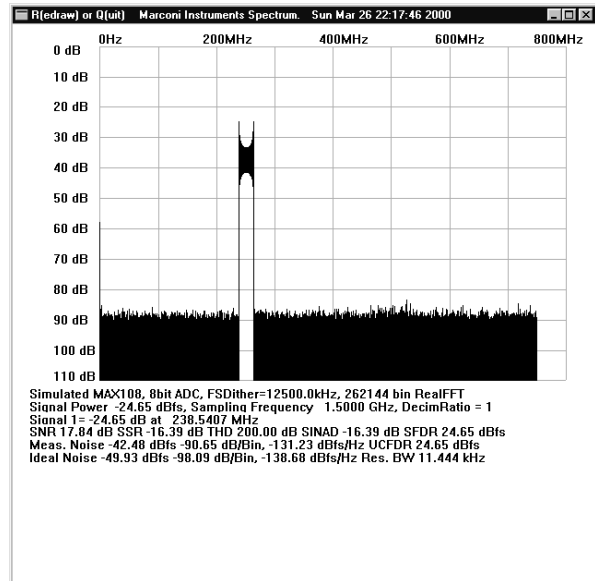 R(edraw) or Q(uit) Marconi Instruments Spectrum. Sun Mar 26 22:17:46 2000
0Hz 200MHz 400MHz 600MHz 800MHz
0 dB
10 dB
20 dB
30 dB
40 dB
50 dB
60 dB
70 dB
80 dB
90 dB
100 dB
110 dB
Simulated MAX108, 8bit ADC, FSDither=12500.0kHz, 262144 bin RealFFT
Signal Power -24.65 dBfs, Sampling Frequency 1.5000 GHz, DecimRatio = 1
Signal 1= -24.65 dB at 238.5407 MHz
SNR 17.84 dB SSR -16.39 dB THD 200.00 dB SINAD -16.39 dB SFDR 24.65 dBfs
Meas. Noise -42.48 dBfs -90.65 dB/Bin, -131.23 dBfs/Hz UCFDR 24.65 dBfs
Ideal Noise -49.93 dBfs -98.09 dB/Bin, -138.68 dBfs/Hz Res. BW 11.444 kHz